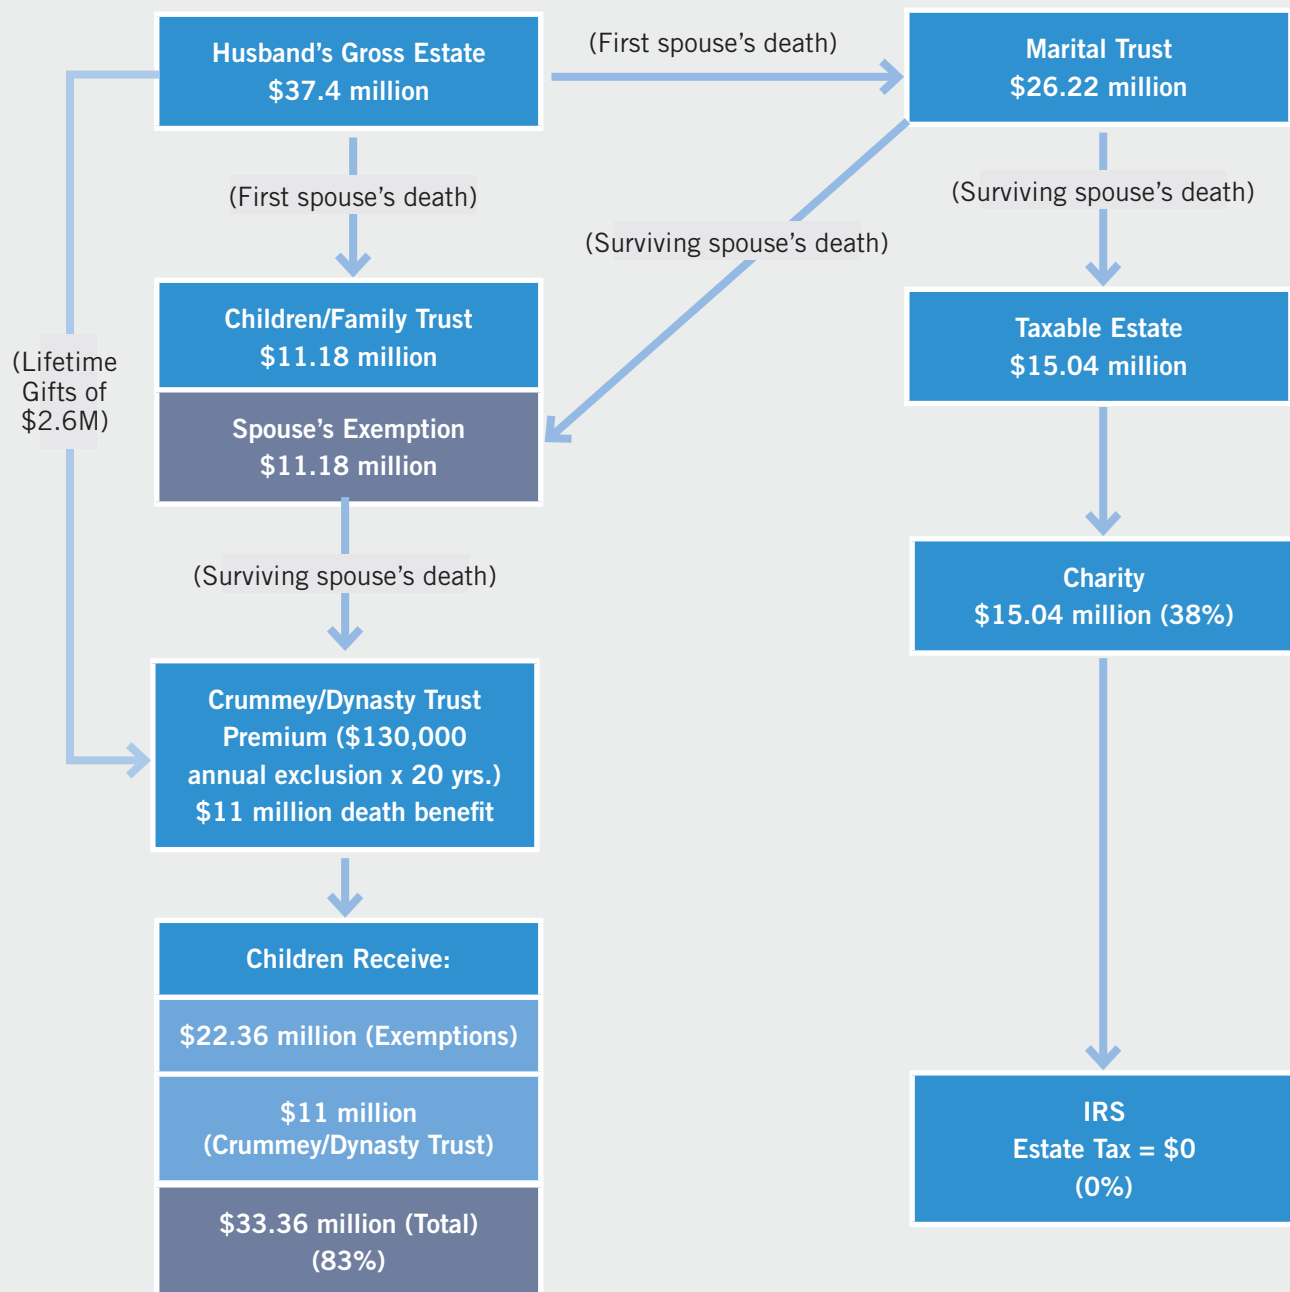 Husband's Gross Estate
$37.4 million
(First spouse's death)
Marital Trust
$26.22 million
(First spouse's death)
(Surviving spouse's death)
(Surviving spouse's death)
Children/Family Trust
$11.18 million
Taxable Estate
$15.04 million
(Lifetime
Gifts of
$2.6M)
Spouse's Exemption
$11.18 million
(Surviving spouse's death)
Charity
$15.04 million (38%)
Crummey/Dynasty Trust
Premium ($130,000
annual exclusion x 20 yrs.)
$11 million death benefit
Children Receive:
$22.36 million (Exemptions)
$11 million
(Crummey/Dynasty Trust)
$33.36 million (Total)
(83%)
IRS
Estate Tax = $0
(0%)